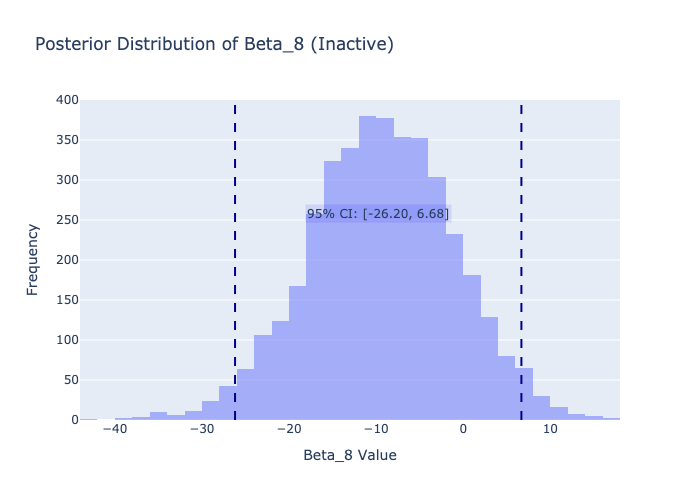 Posterior Distribution of Beta_8 (Inactive)
400
350
300
250
200
150
100
50
0
Frequency
95% CI: [-26.20, 6.68]
−40 −30 −20 −10 0 10
Beta_8 Value